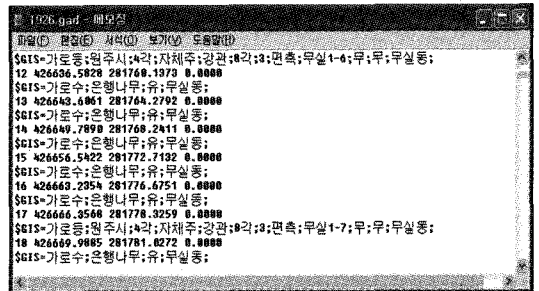 1926.gad - 메모장
파일(F) 편집(E) 서식(O) 보기(V) 도움말(H)
$GIS=가로등;원주시;4각;자체주;강관;8각;3;편측;무실1-6;무;무;무실동;
12 426636.5828 281760.1373 0.0000
$GIS=가로수;은행나무;유;무실동;
13 426643.6061 281764.2792 0.0000
$GIS=가로수;은행나무;유;무실동;
14 426649.7890 281768.2411 0.0000
$GIS=가로수;은행나무;유;무실동;
15 426656.5422 281772.7132 0.0000
$GIS=가로수;은행나무;유;무실동;
16 426663.2354 281776.6751 0.0000
$GIS=가로수;은행나무;유;무실동;
17 426666.3560 281778.3259 0.0000
$GIS=가로등;원주시;4각;자체주;강관;8각;3;편측;무실1-7;무;무;무실동;
18 426669.9085 281781.0272 0.0000
$GIS=가로수;은행나무;유;무실동;